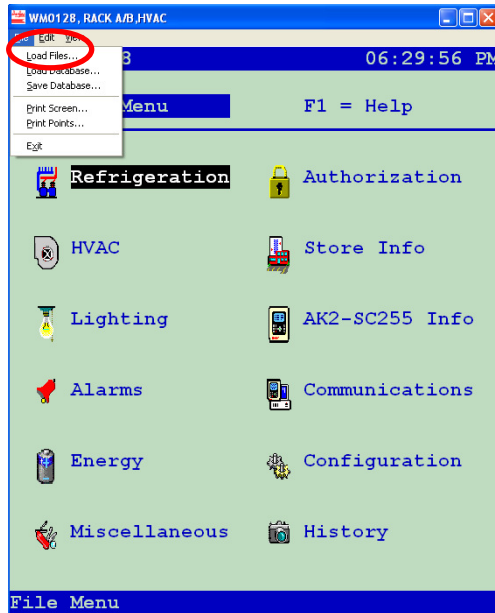 WM0128, RACK A/B,HVAC
Edit View
8 06:29:56 PM
Load Files...
Load Database...
Save Database...
Print Screen...
Print Points...
Exit
Menu F1 = Help
Refrigeration Authorization
HVAC Store Info
Lighting AK2-SC255 Info
Alarms Communications
Energy Configuration
Miscellaneous History
File Menu